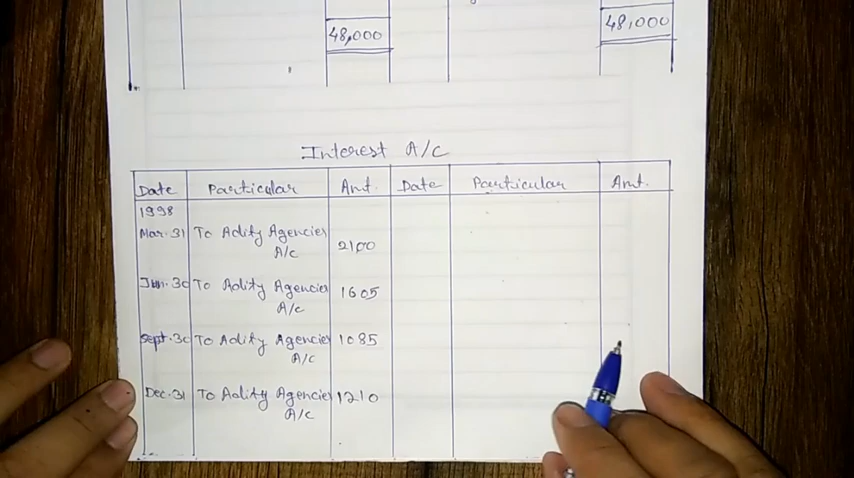 48,000 48,000
Interest A/c
Date Particular Amt. Date Particular Amt.
1998
Mar. 31 To Adity Agencies 2100
A/c
Jun. 30 To Adity Agencies 1605
A/c
Sept. 30 To Adity Agencies 1085
A/c
Dec. 31 To Adity Agencies 1210
A/c